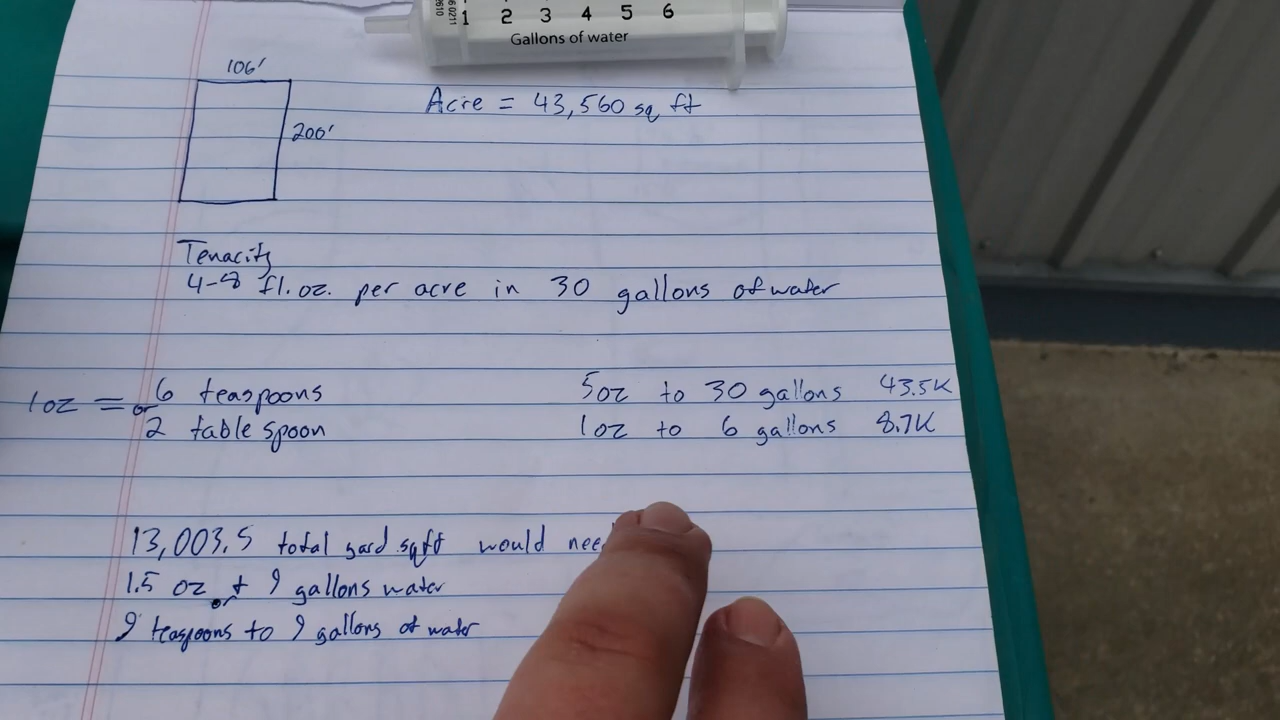 1 2 3 4 5 6
Gallons of water
106'
200'
Acre = 43,560 sq ft
Tenacity
4-8 fl. oz. per acre in 30 gallons of water
1oz = 6 teaspoons
or
2 table spoon
5oz to 30 gallons 43.5K
1oz to 6 gallons 8.7K
13,003.5 total yard sqft would
1.5 oz + 9 gallons water
or
9 teaspoons to 9 gallons of water